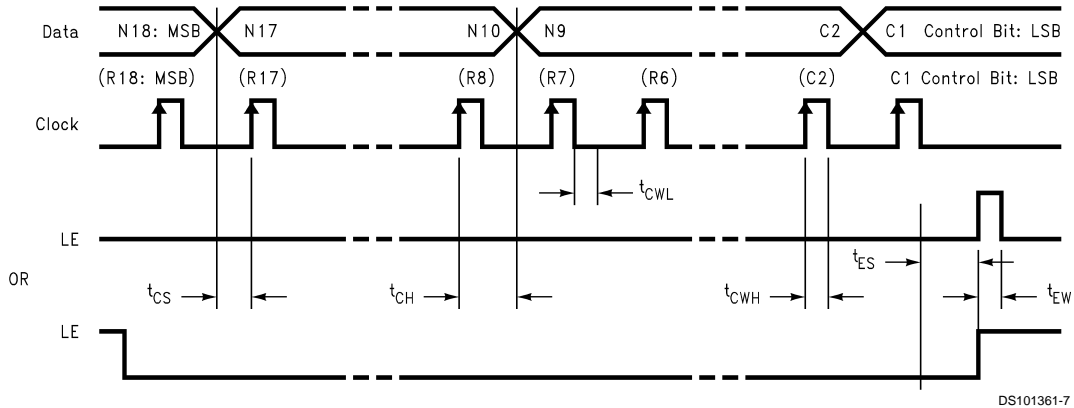 Data N18: MSB N17 N10 N9 C2 C1 Control Bit: LSB
(R18: MSB) (R17) (R8) (R7) (R6) (C2) C1 Control Bit: LSB
Clock
tCWL
LE
tES
OR
tCS tCH tCWH tEW
LE
DS101361-7